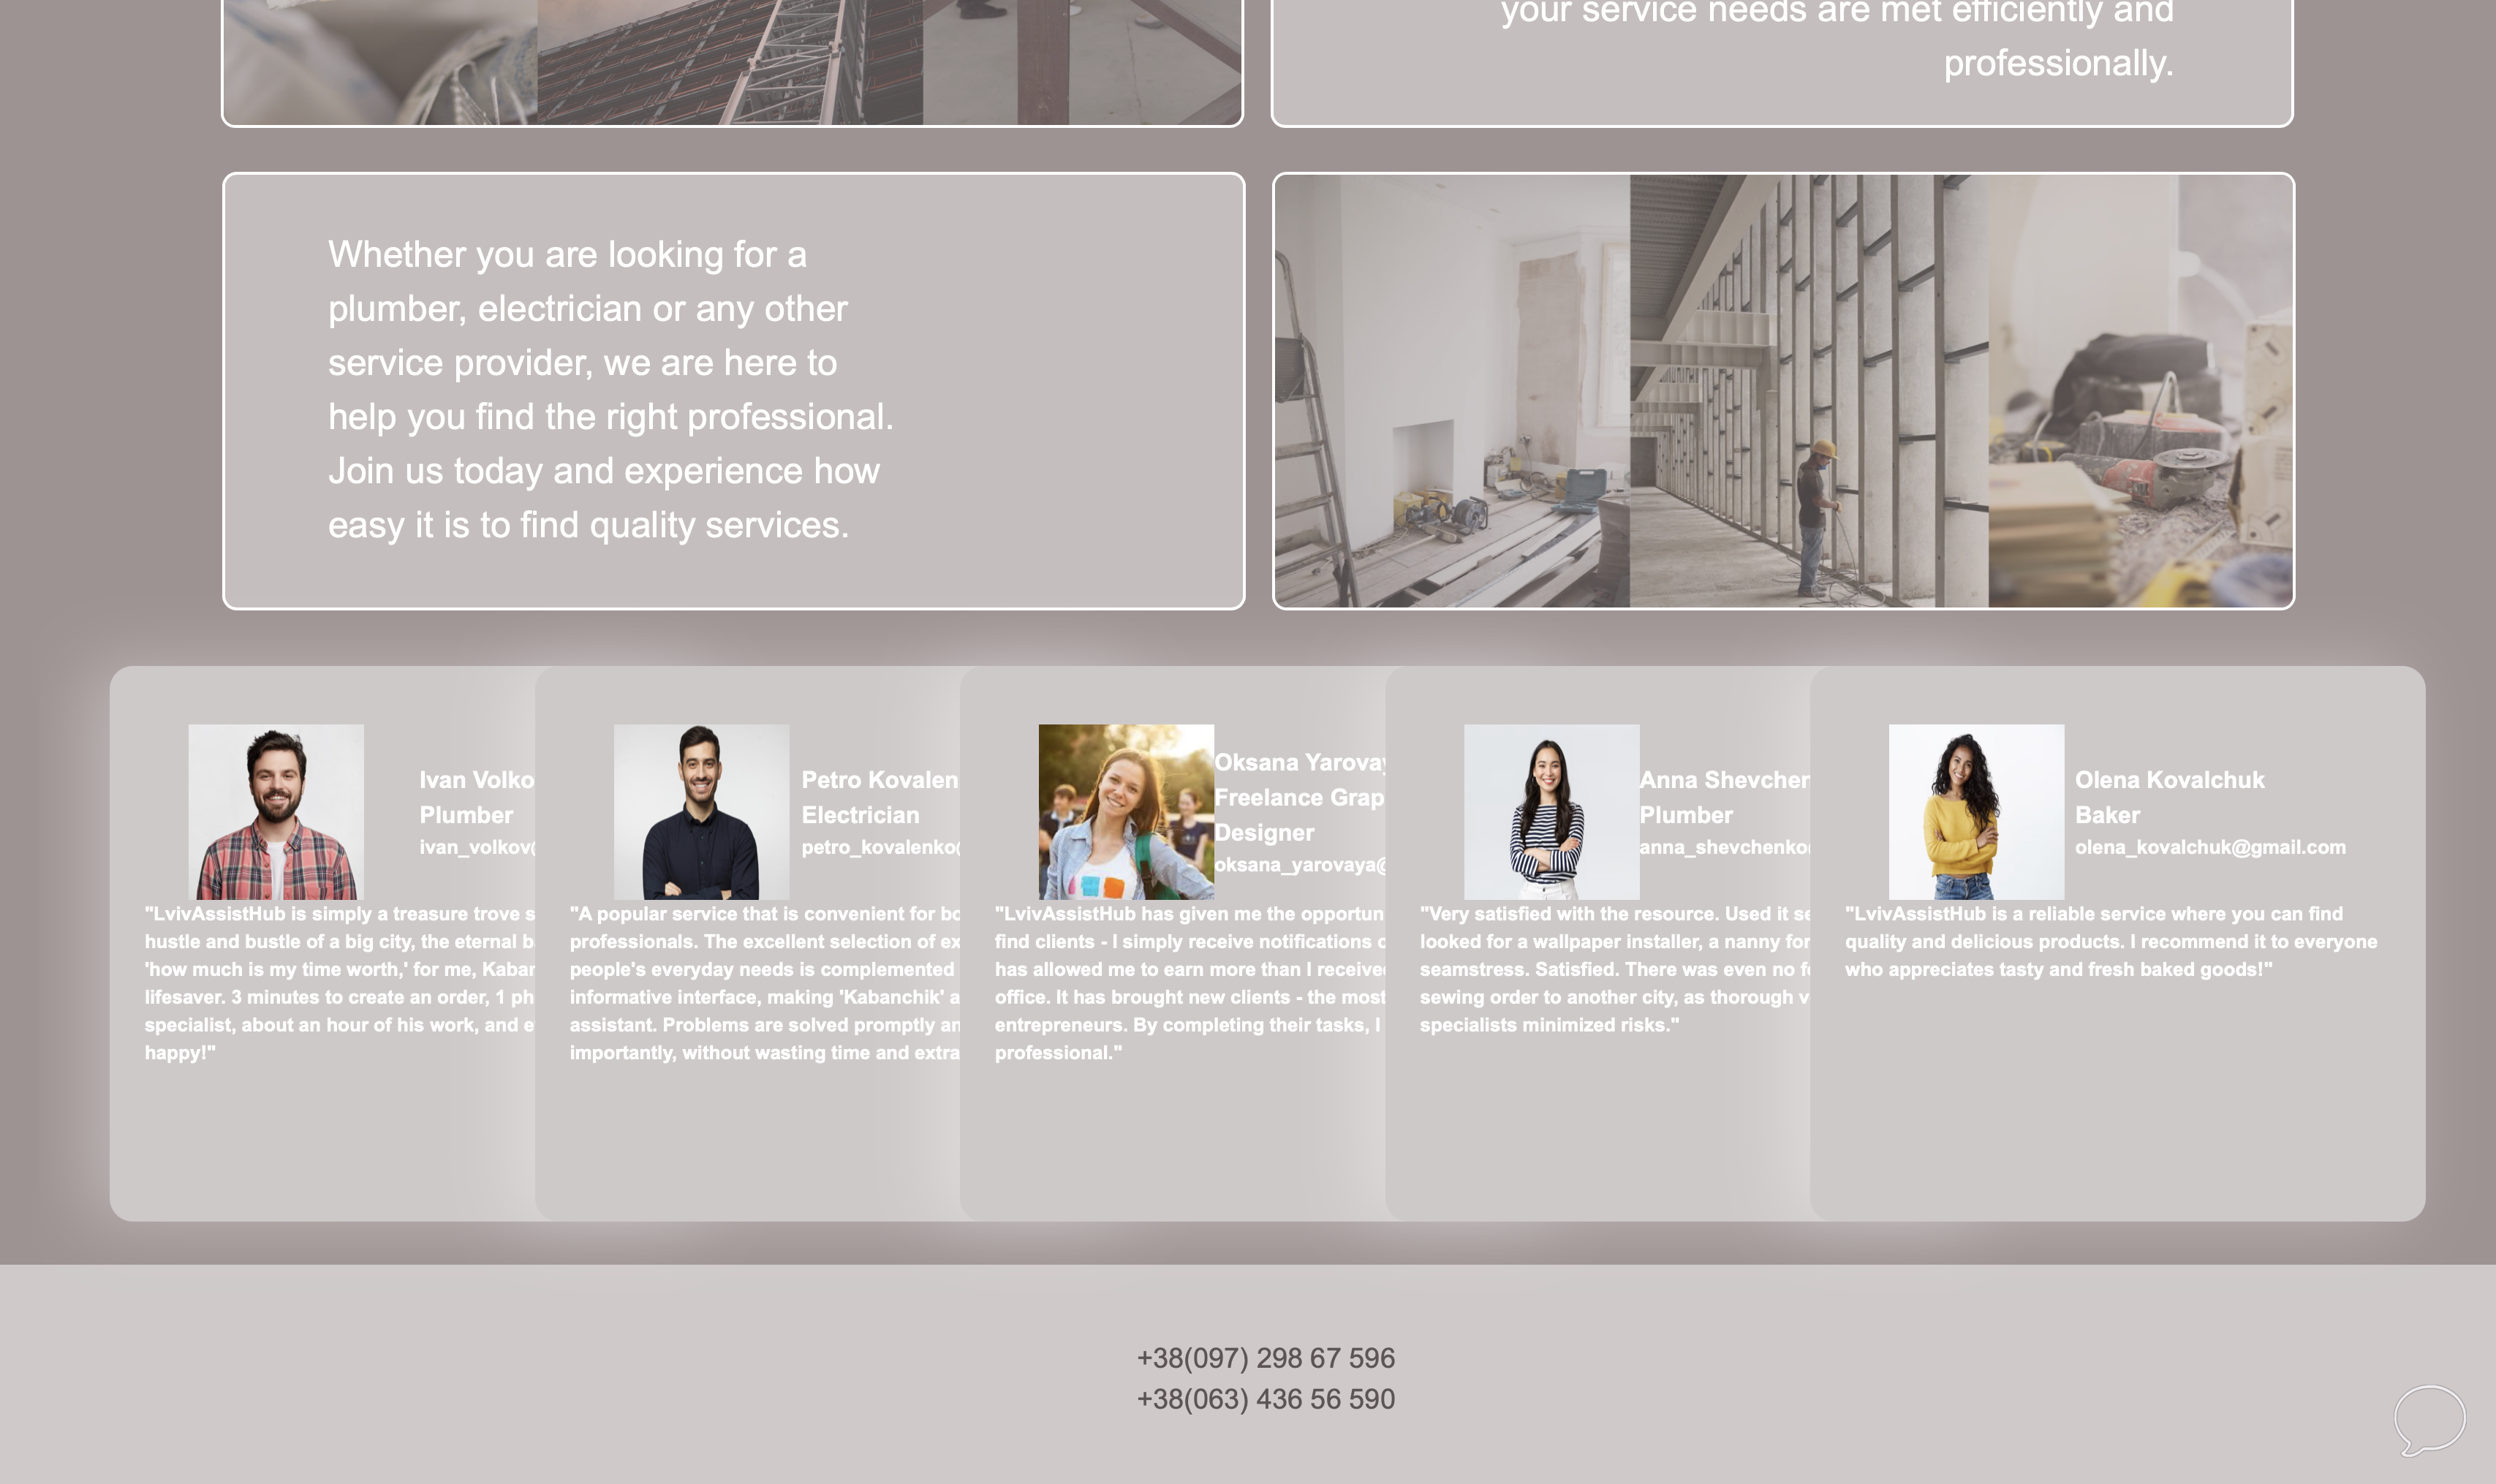 your service needs are met efficiently and
professionally.
Whether you are looking for a
plumber, electrician or any other
service provider, we are here to
help you find the right professional.
Join us today and experience how
easy it is to find quality services.
Ivan Volko
Plumber
ivan_volkov@
"LvivAssistHub is simply a treasure trove s
hustle and bustle of a big city, the eternal b
'how much is my time worth,' for me, Kaban
lifesaver. 3 minutes to create an order, 1 ph
specialist, about an hour of his work, and e
happy!"
Petro Kovalen
Electrician
petro_kovalenko@
"A popular service that is convenient for bo
professionals. The excellent selection of ex
people's everyday needs is complemented
informative interface, making 'Kabanchik' a
assistant. Problems are solved promptly an
importantly, without wasting time and extra
Oksana Yarovay
Freelance Grap
Designer
oksana_yarovaya@
"LvivAssistHub has given me the opportun
find clients - I simply receive notifications o
has allowed me to earn more than I received
office. It has brought new clients - the most
entrepreneurs. By completing their tasks, I
professional."
Anna Shevchen
Plumber
anna_shevchenko@
"Very satisfied with the resource. Used it se
looked for a wallpaper installer, a nanny for
seamstress. Satisfied. There was even no fe
sewing order to another city, as thorough v
specialists minimized risks."
Olena Kovalchuk
Baker
olena_kovalchuk@gmail.com
"LvivAssistHub is a reliable service where you can find
quality and delicious products. I recommend it to everyone
who appreciates tasty and fresh baked goods!"
+38(097) 298 67 596
+38(063) 436 56 590